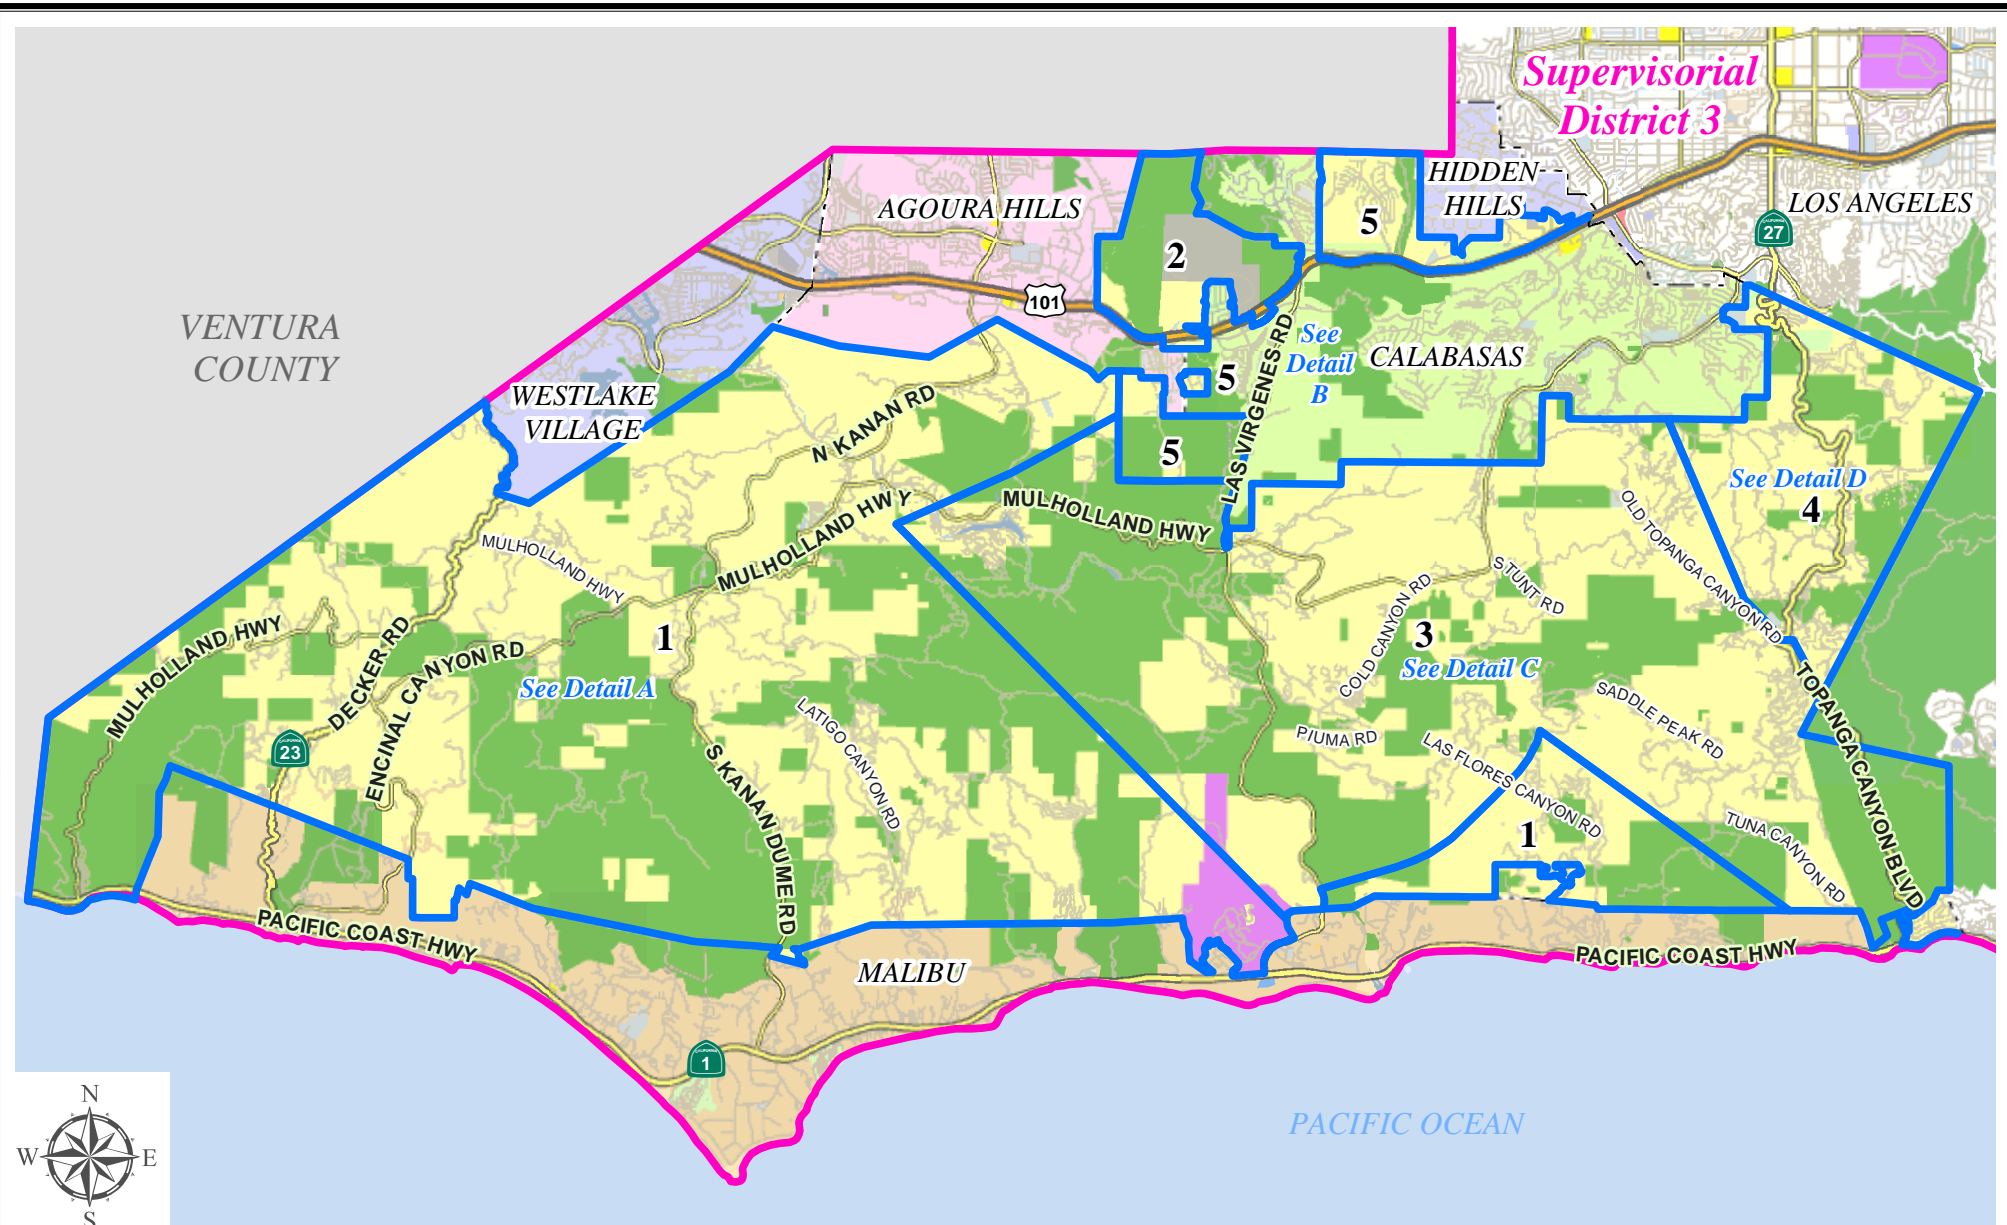 Supervisorial
District 3
HIDDEN
HILLS
AGOURA HILLS
LOS ANGELES
5
27
2
101
VENTURA
COUNTY
See
Detail
B
CALABASAS
WESTLAKE
VILLAGE
5
LAS VIRGENES RD
N KANAN RD
5
See Detail D
4
MULHOLLAND HWY
MULHOLLAND HWY
MULHOLLAND HWY
OLD TOPANGA CANYON RD
STUNT RD
COLD CANYON RD
MULHOLLAND HWY
DECKER RD
ENCINAL CANYON RD
1
3
See Detail A
See Detail C
SADDLE PEAK RD
LATIGO CANYON RD
PIUMA RD
LAS FLORES CANYON RD
TOPANGA CANYON BLVD
23
S KANAN DUME RD
1
TUNA CANYON RD
PACIFIC COAST HWY
PACIFIC COAST HWY
MALIBU
1
PACIFIC OCEAN
N
W
E
S